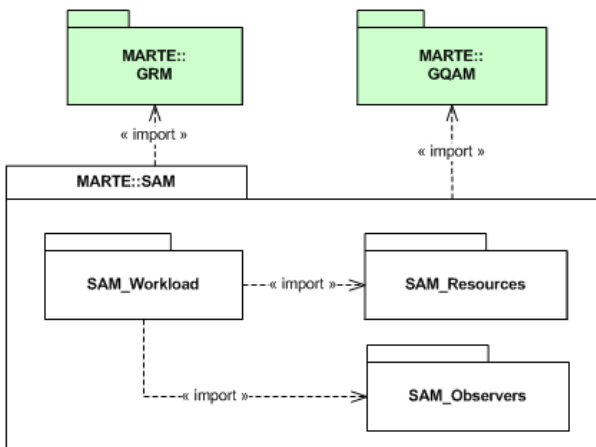 MARTE::
GRM
MARTE::
GQAM
« import »
« import »
MARTE::SAM
SAM_Workload
« import »
SAM_Resources
« import »
SAM_Observers